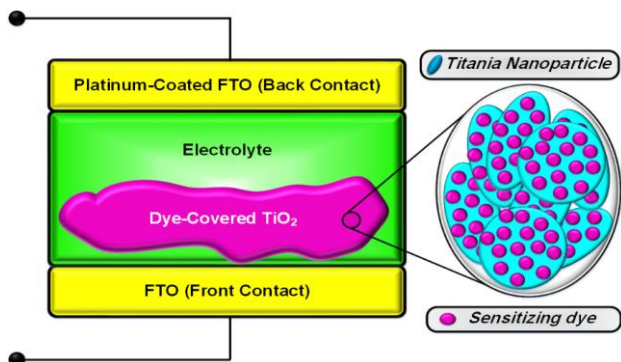 Platinum-Coated FTO (Back Contact)
Electrolyte
Dye-Covered TiO₂
FTO (Front Contact)
Titania Nanoparticle
Sensitizing dye